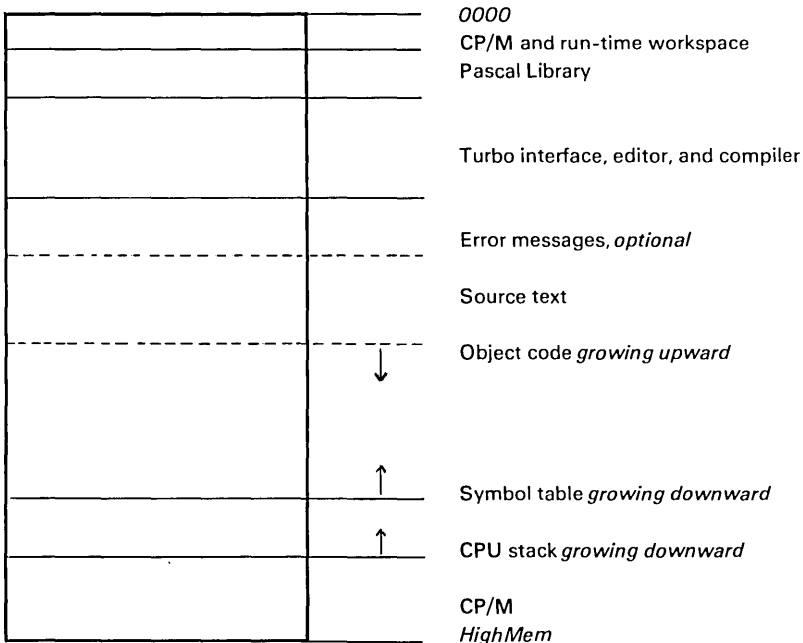 0000
CP/M and run-time workspace
Pascal Library
Turbo interface, editor, and compiler
Error messages, optional
Source text
Object code growing upward
Symbol table growing downward
CPU stack growing downward
CP/M
HighMem